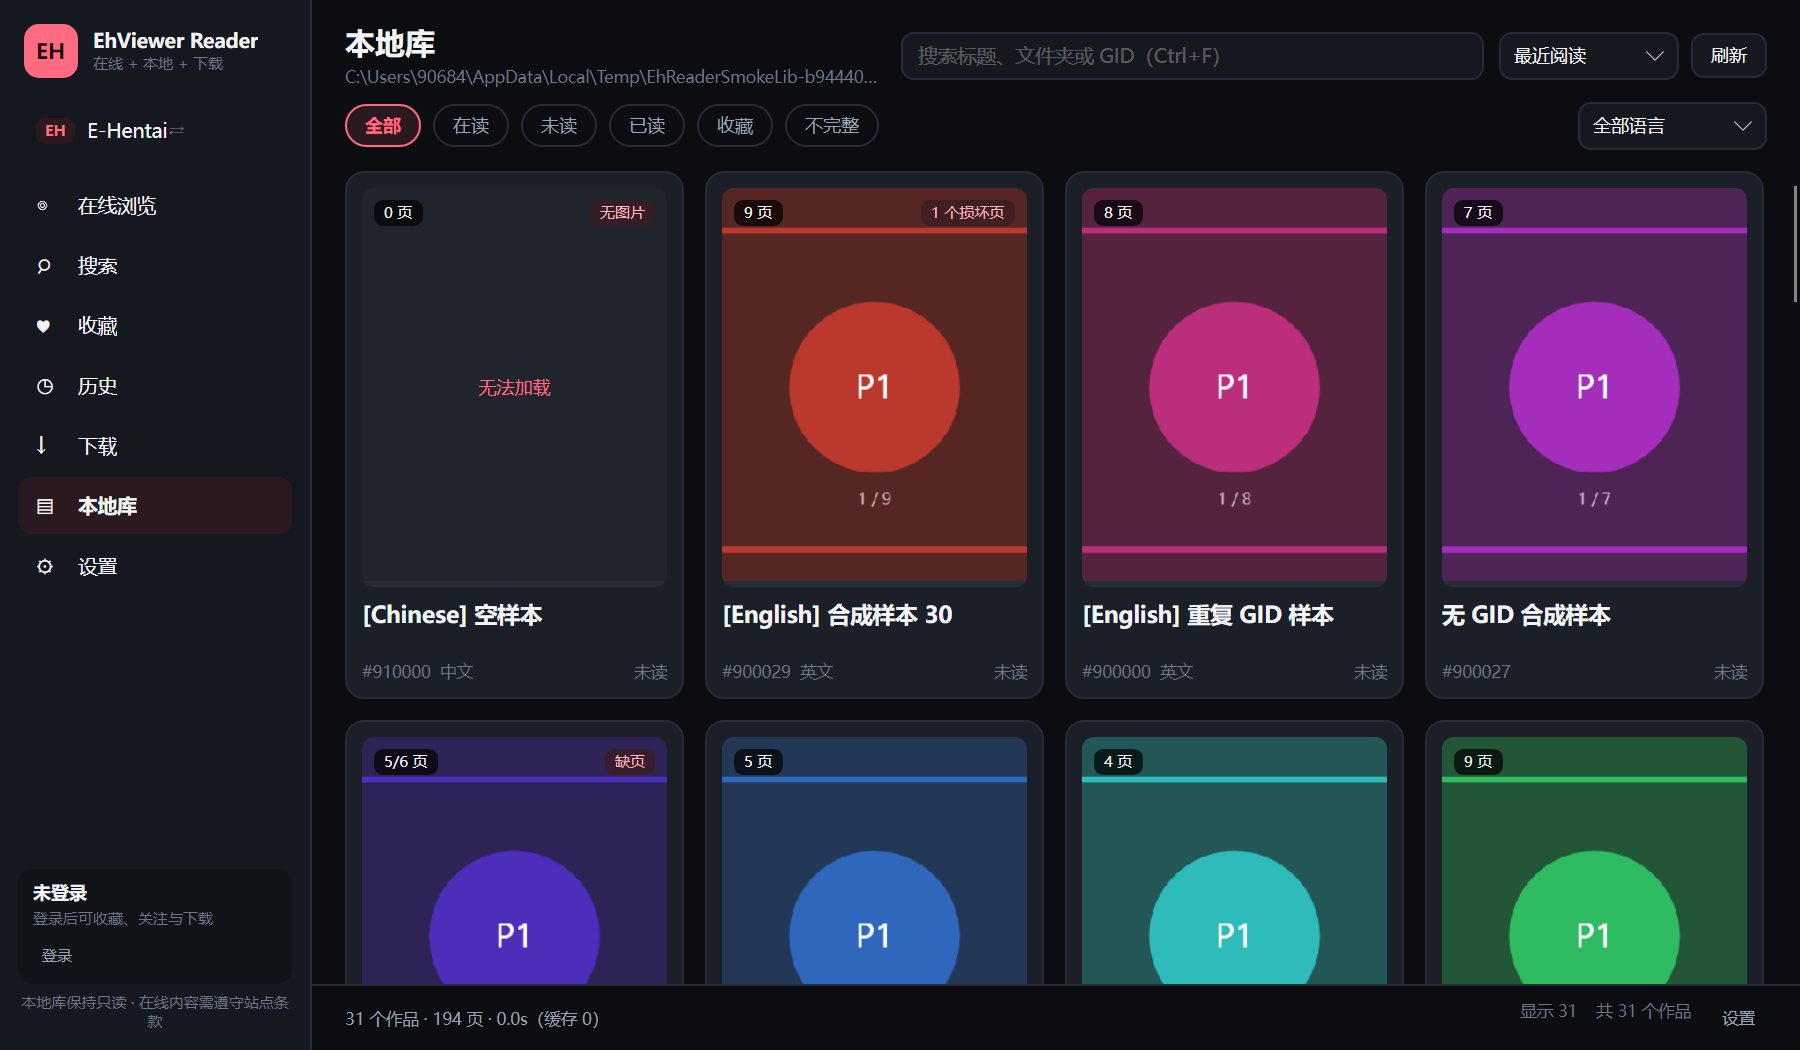 EH
EhViewer Reader
在线 + 本地 + 下载
EH E-Hentai
在线浏览
搜索
收藏
历史
下载
本地库
设置
未登录
登录后可收藏、关注与下载
登录
本地库保持只读 · 在线内容需遵守站点条
款
本地库
C:\Users\90684\AppData\Local\Temp\EhReaderSmokeLib-b94440...
搜索标题、文件夹或 GID（Ctrl+F）
最近阅读
刷新
全部 在读 未读 已读 收藏 不完整
全部语言
0 页 无图片
无法加载
[Chinese] 空样本
#910000 中文 未读
9 页 1 个损坏页
P1
1 / 9
[English] 合成样本 30
#900029 英文 未读
8 页
P1
1 / 8
[English] 重复 GID 样本
#900000 英文 未读
7 页
P1
1 / 7
无 GID 合成样本
#900027 未读
5/6 页 缺页
P1
5 页
P1
4 页
P1
9 页
P1
31 个作品 · 194 页 · 0.0s（缓存 0）
显示 31 共 31 个作品
设置